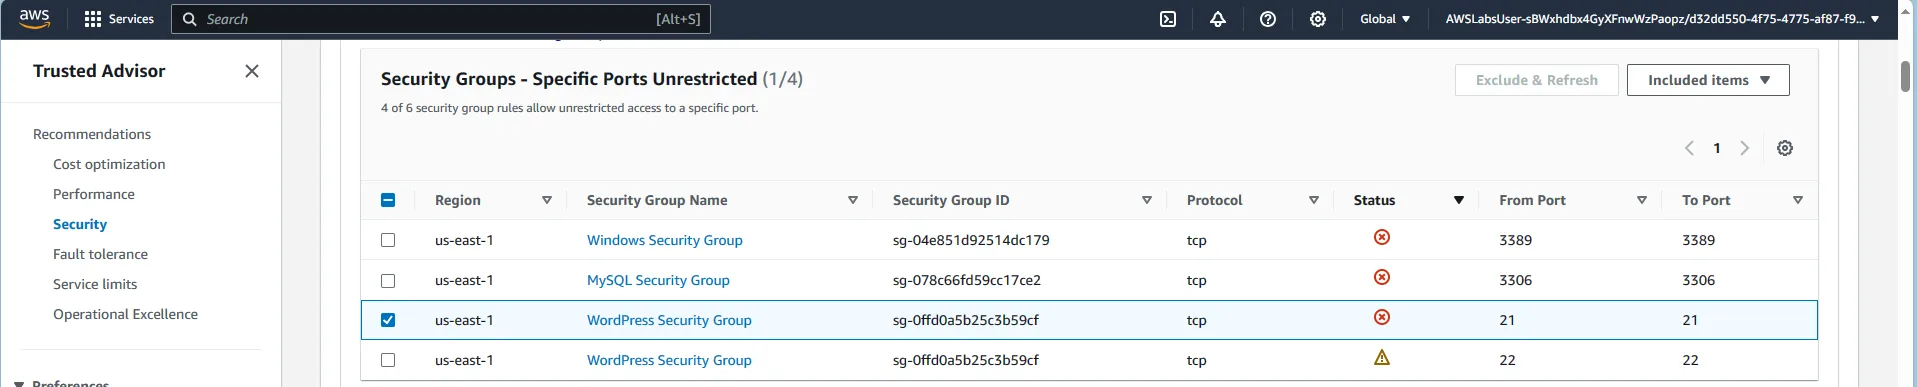 aws Services Search [Alt+S] Global AWSLabsUser-sBWxhdbx4GyXFnwWzPaopz/d32dd550-4f75-4775-af87-f9...
Trusted Advisor
Recommendations
Cost optimization
Performance
Security
Fault tolerance
Service limits
Operational Excellence
Preferences
Security Groups - Specific Ports Unrestricted (1/4)
Exclude & Refresh Included items
4 of 6 security group rules allow unrestricted access to a specific port.
1
Region Security Group Name Security Group ID Protocol Status From Port To Port
us-east-1 Windows Security Group sg-04e851d92514dc179 tcp 3389 3389
us-east-1 MySQL Security Group sg-078c66fd59cc17ce2 tcp 3306 3306
us-east-1 WordPress Security Group sg-0ffd0a5b25c3b59cf tcp 21 21
us-east-1 WordPress Security Group sg-0ffd0a5b25c3b59cf tcp 22 22